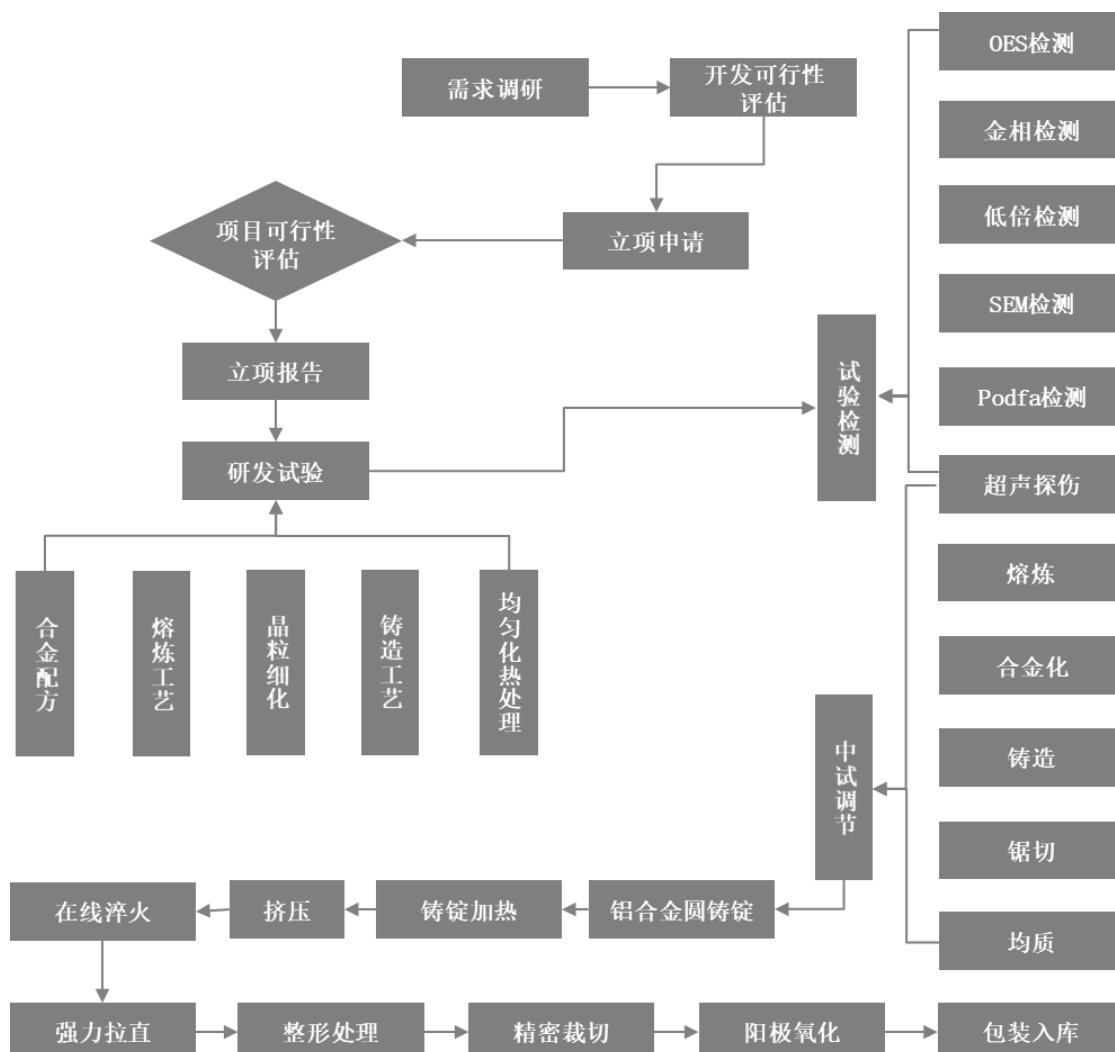 需求调研
开发可行性
评估
立项申请
项目可行性
评估
立项报告
研发试验
合金配方
熔炼工艺
晶粒细化
铸造工艺
均匀化热处理
试验检测
OES检测
金相检测
低倍检测
SEM检测
Podfa检测
超声探伤
熔炼
合金化
铸造
锯切
均质
中试调节
铝合金圆铸锭
铸锭加热
挤压
在线淬火
强力拉直
整形处理
精密裁切
阳极氧化
包装入库